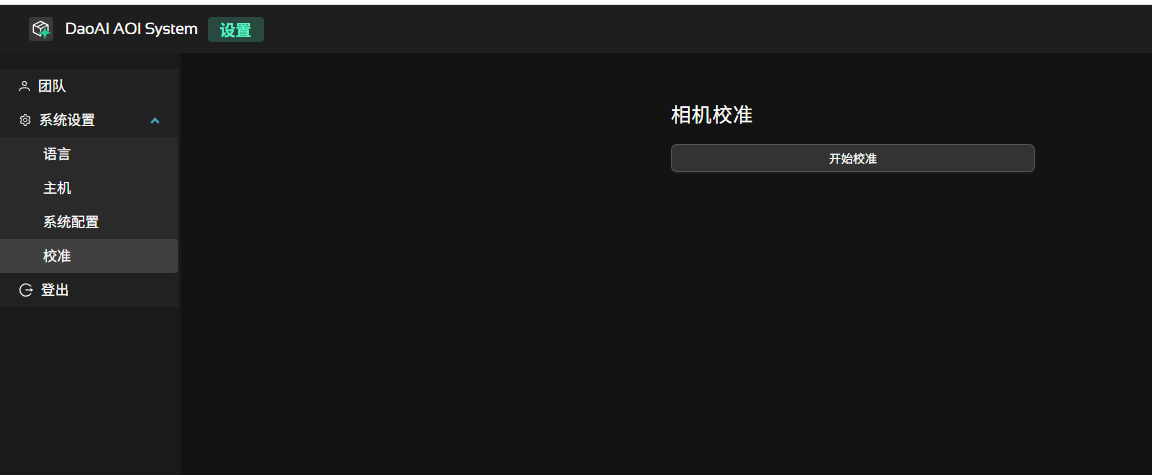 DaoAI AOI System 设置
团队
系统设置
语言
主机
系统配置
校准
登出
相机校准
开始校准